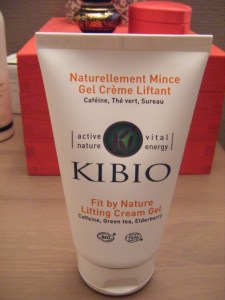 Naturellement Mince
Gel Crème Liftant
Caféine, Thé vert, Sureau
active vital
nature energy
KIBIO
Fit by Nature
Lifting Cream Gel
Caffeine, Green tea, Elderberry